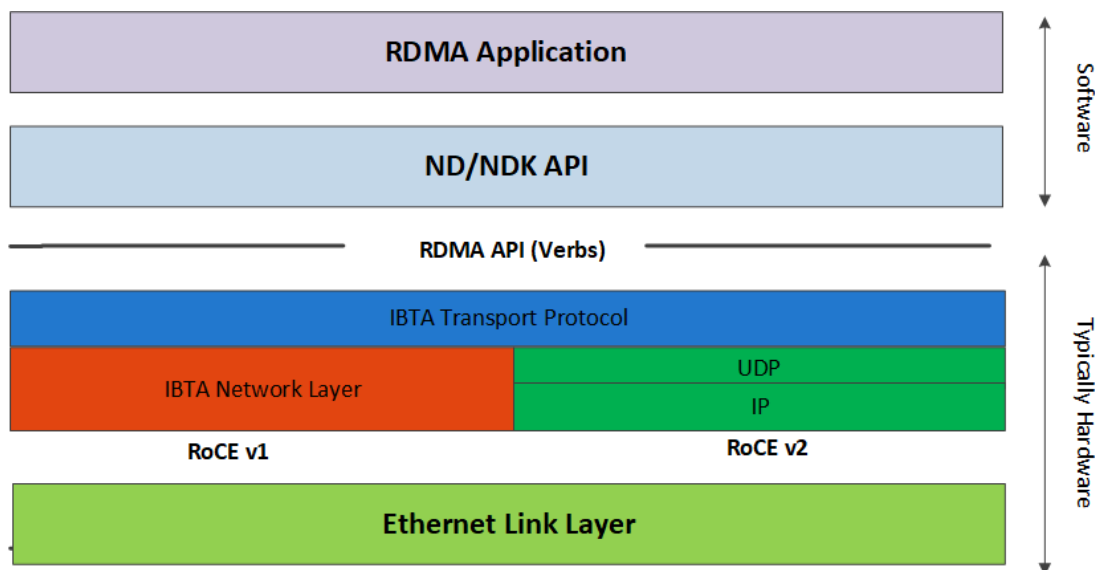 RDMA Application
Software
ND/NDK API
RDMA API (Verbs)
IBTA Transport Protocol
IBTA Network Layer
UDP
IP
RoCE v1
RoCE v2
Typically Hardware
Ethernet Link Layer